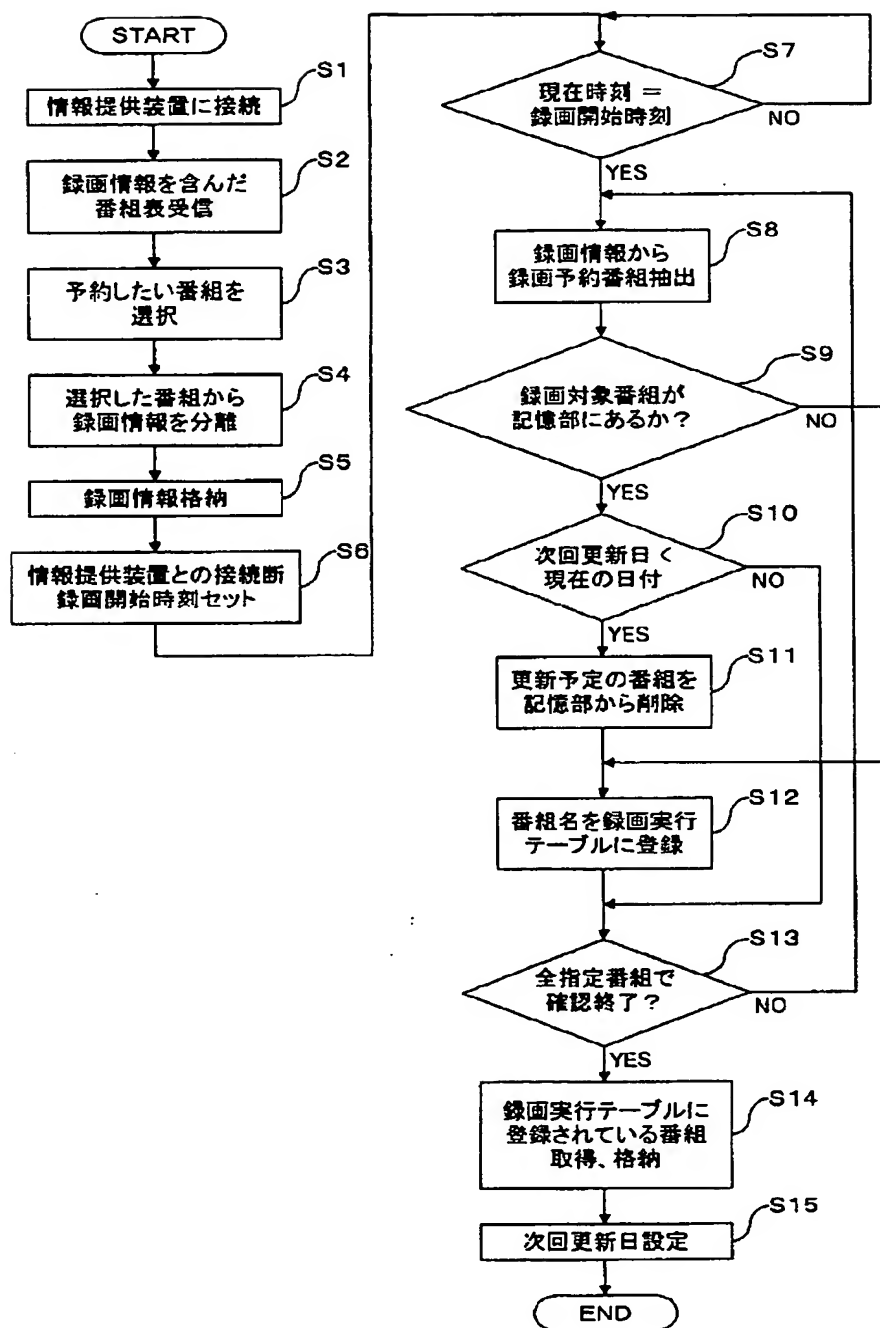 START
S1
情報提供装置に接続
S2
録画情報を含んだ
番組表受信
S3
予約したい番組を
選択
S4
選択した番組から
録画情報を分離
S5
録画情報格納
S6
情報提供装置との接続断
録画開始時刻セット
S7
現在時刻 =
録画開始時刻
NO
YES
S8
録画情報から
録画予約番組抽出
S9
録画対象番組が
記憶部にあるか?
NO
YES
S10
次回更新日<
現在の日付
NO
YES
S11
更新予定の番組を
記憶部から削除
S12
番組名を録画実行
テーブルに登録
S13
全指定番組で
確認終了?
NO
YES
S14
録画実行テーブルに
登録されている番組
取得、格納
S15
次回更新日設定
END